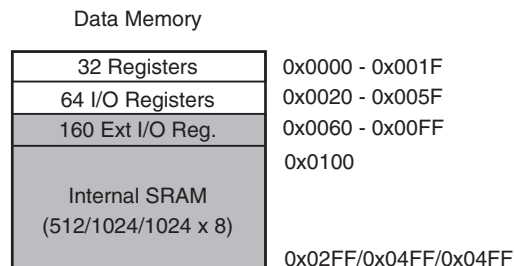 Data Memory
32 Registers 0x0000 - 0x001F
64 I/O Registers 0x0020 - 0x005F
160 Ext I/O Reg. 0x0060 - 0x00FF
0x0100
Internal SRAM
(512/1024/1024 x 8)
0x02FF/0x04FF/0x04FF